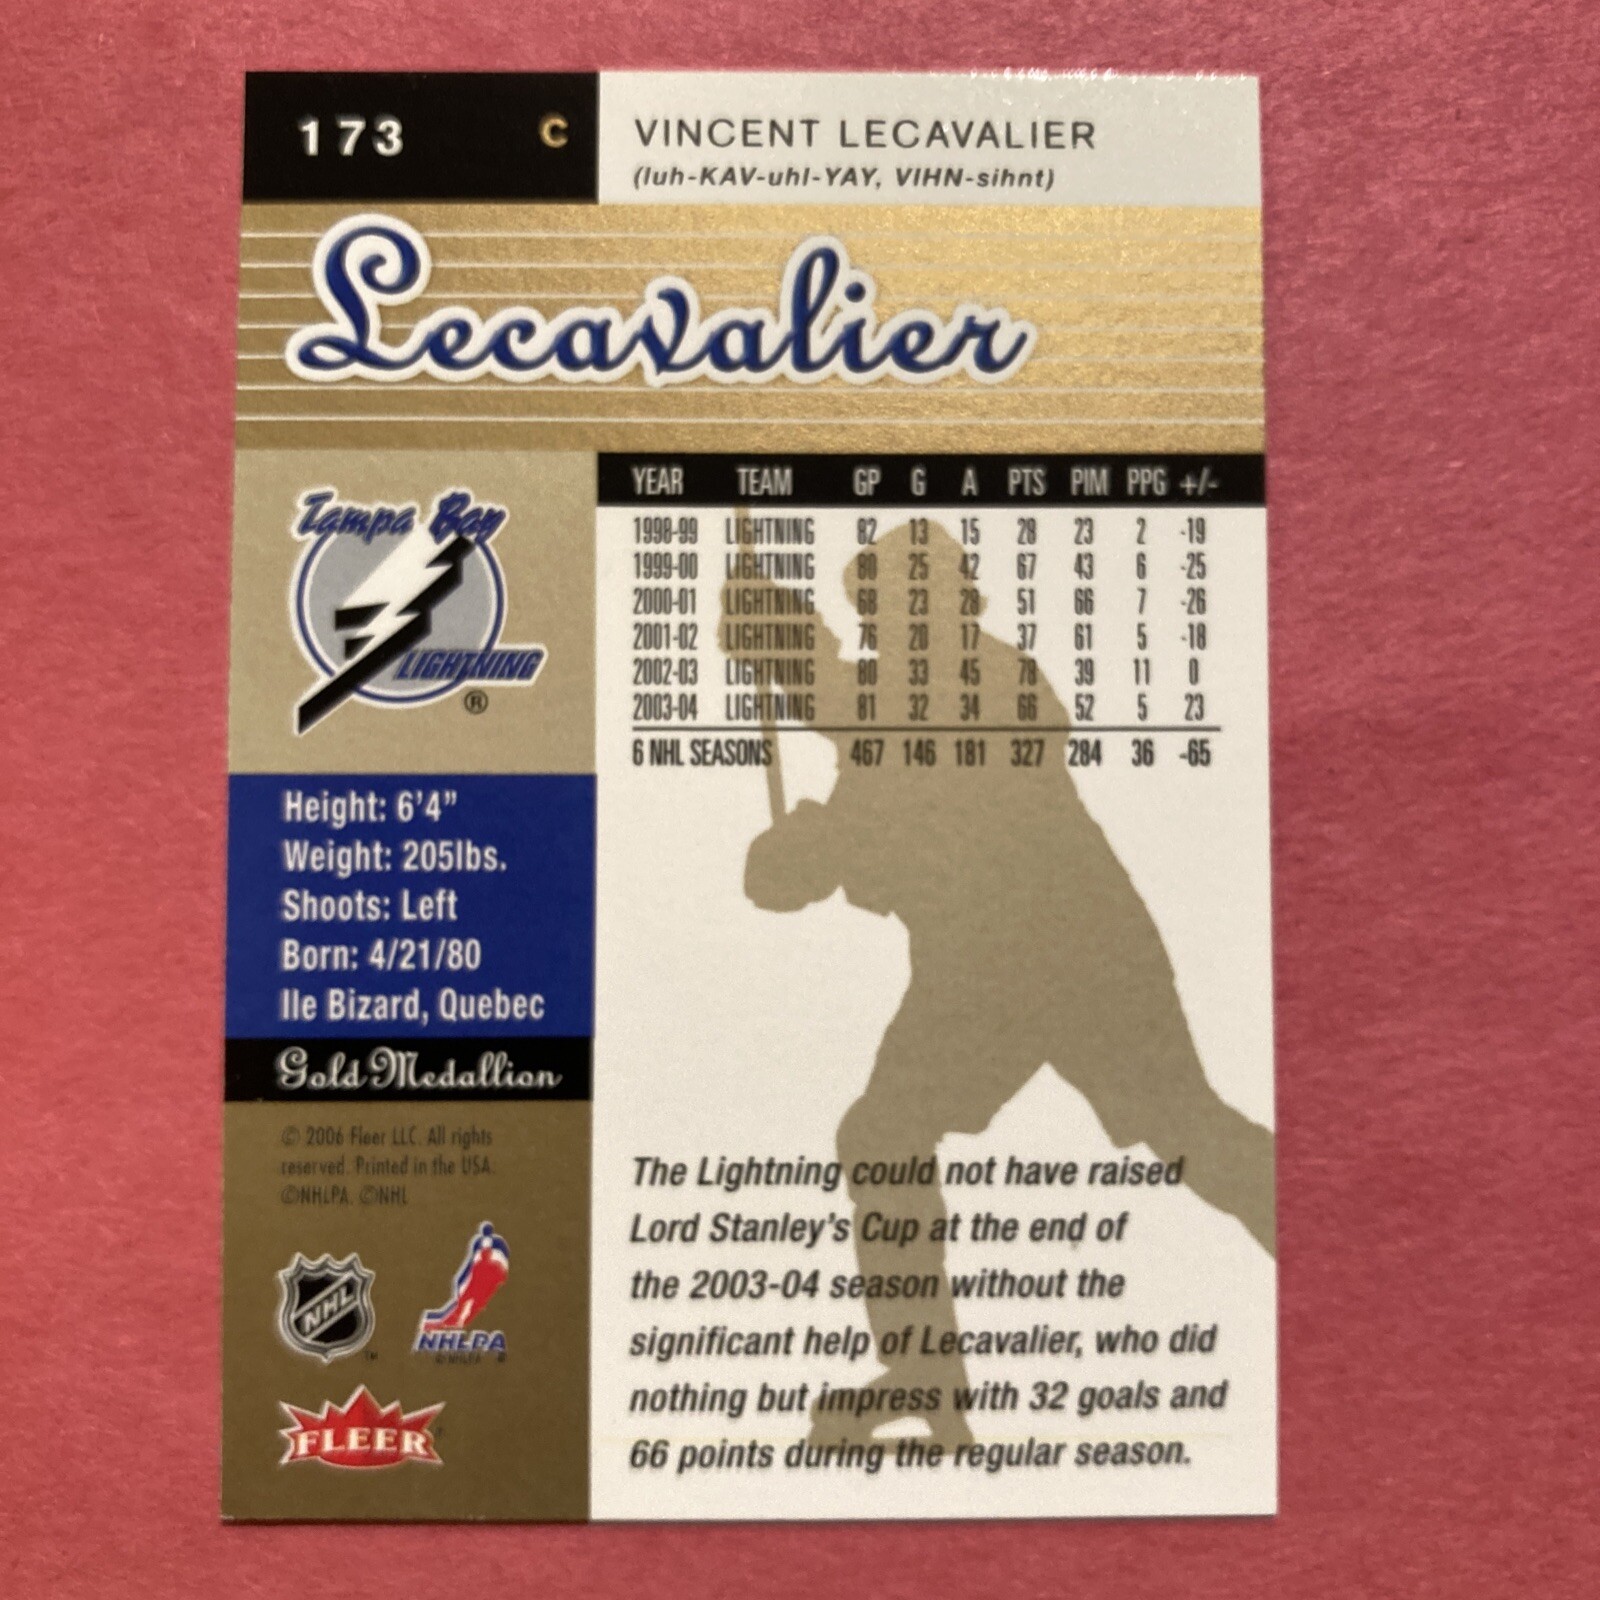 173 C VINCENT LECAVALIER
(luh-KAV-uhl-YAY, VIHN-sihnt)
Lecavalier
Tampa Bay
LIGHTNING
®
YEAR TEAM GP G A PTS PIM PPG +/-
1998-99 LIGHTNING 82 13 15 28 23 2 -19
1999-00 LIGHTNING 80 25 42 67 43 6 -25
2000-01 LIGHTNING 68 23 28 51 66 7 -26
2001-02 LIGHTNING 76 20 17 37 61 5 -18
2002-03 LIGHTNING 80 33 45 78 39 11 0
2003-04 LIGHTNING 81 32 34 66 52 5 23
6 NHL SEASONS 467 146 181 327 284 36 -65
Height: 6'4"
Weight: 205lbs.
Shoots: Left
Born: 4/21/80
Ile Bizard, Quebec
Gold Medallion
© 2006 Fleer LLC. All rights
reserved. Printed in the USA.
©NHLPA. ©NHL
NHL
TM
NHLPA
FLEER
The Lightning could not have raised
Lord Stanley's Cup at the end of
the 2003-04 season without the
significant help of Lecavalier, who did
nothing but impress with 32 goals and
66 points during the regular season.